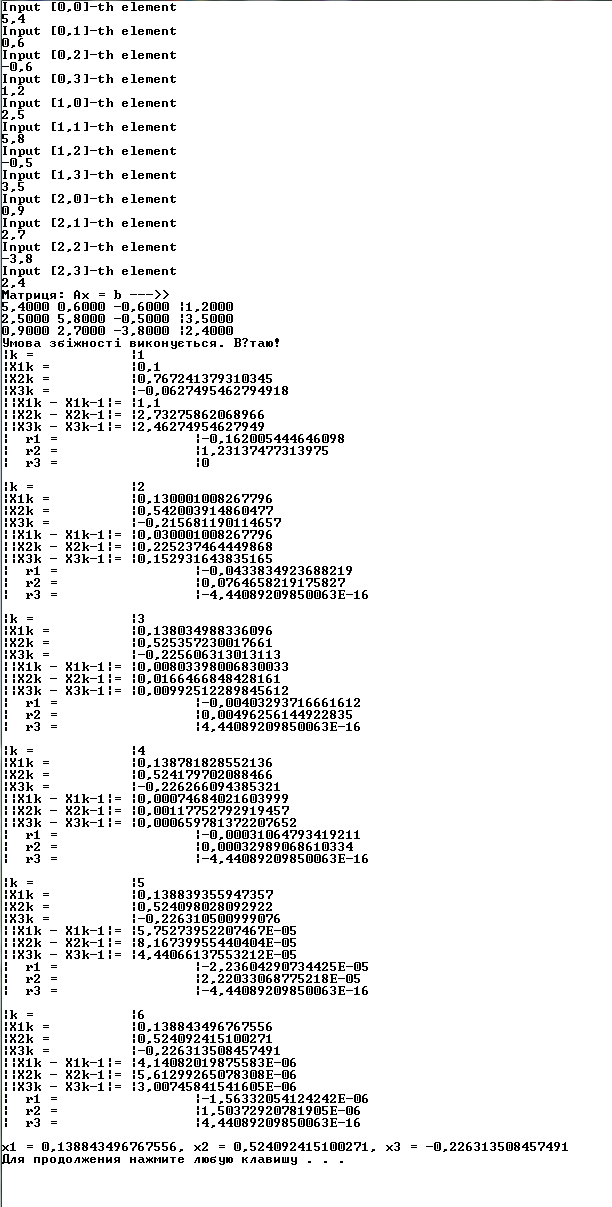 Input [0,0]-th element
5,4
Input [0,1]-th element
0,6
Input [0,2]-th element
-0,6
Input [0,3]-th element
1,2
Input [1,0]-th element
2,5
Input [1,1]-th element
5,8
Input [1,2]-th element
-0,5
Input [1,3]-th element
3,5
Input [2,0]-th element
0,9
Input [2,1]-th element
2,7
Input [2,2]-th element
-3,8
Input [2,3]-th element
2,4
Матриця: Ax = b --->>
5,4000 0,6000 -0,6000 ¦1,2000
2,5000 5,8000 -0,5000 ¦3,5000
0,9000 2,7000 -3,8000 ¦2,4000
Умова збіжності виконується. В?таю!
¦k = ¦1
¦X1k = ¦0,1
¦X2k = ¦0,767241379310345
¦X3k = ¦-0,0627495462794918
¦¦X1k - X1k-1¦= ¦1,1
¦¦X2k - X2k-1¦= ¦2,73275862068966
¦¦X3k - X3k-1¦= ¦2,46274954627949
¦ r1 = ¦-0,162005444646098
¦ r2 = ¦1,23137477313975
¦ r3 = ¦0
¦k = ¦2
¦X1k = ¦0,130001008267796
¦X2k = ¦0,542003914860477
¦X3k = ¦-0,215681190114657
¦¦X1k - X1k-1¦= ¦0,030001008267796
¦¦X2k - X2k-1¦= ¦0,225237464449868
¦¦X3k - X3k-1¦= ¦0,152931643835165
¦ r1 = ¦-0,0433834923688219
¦ r2 = ¦0,0764658219175827
¦ r3 = ¦-4,44089209850063E-16
¦k = ¦3
¦X1k = ¦0,138034988336096
¦X2k = ¦0,525357230017661
¦X3k = ¦-0,225606313013113
¦¦X1k - X1k-1¦= ¦0,00803398006830033
¦¦X2k - X2k-1¦= ¦0,0166466848428161
¦¦X3k - X3k-1¦= ¦0,00992512289845612
¦ r1 = ¦-0,00403293716661612
¦ r2 = ¦0,00496256144922835
¦ r3 = ¦4,44089209850063E-16
¦k = ¦4
¦X1k = ¦0,138781828552136
¦X2k = ¦0,524179702088466
¦X3k = ¦-0,226266094385321
¦¦X1k - X1k-1¦= ¦0,00074684021603999
¦¦X2k - X2k-1¦= ¦0,00117752792919457
¦¦X3k - X3k-1¦= ¦0,000659781372207652
¦ r1 = ¦-0,00031064793419211
¦ r2 = ¦0,00032989068610334
¦ r3 = ¦-4,44089209850063E-16
¦k = ¦5
¦X1k = ¦0,138839355947357
¦X2k = ¦0,524098028092922
¦X3k = ¦-0,226310500999076
¦¦X1k - X1k-1¦= ¦5,75273952207467E-05
¦¦X2k - X2k-1¦= ¦8,16739955440404E-05
¦¦X3k - X3k-1¦= ¦4,44066137553212E-05
¦ r1 = ¦-2,23604290734425E-05
¦ r2 = ¦2,22033068775218E-05
¦ r3 = ¦-4,44089209850063E-16
¦k = ¦6
¦X1k = ¦0,138843496767556
¦X2k = ¦0,524092415100271
¦X3k = ¦-0,226313508457491
¦¦X1k - X1k-1¦= ¦4,14082019875583E-06
¦¦X2k - X2k-1¦= ¦5,61299265078308E-06
¦¦X3k - X3k-1¦= ¦3,00745841541605E-06
¦ r1 = ¦-1,56332054124242E-06
¦ r2 = ¦1,50372920781905E-06
¦ r3 = ¦4,44089209850063E-16
x1 = 0,138843496767556, x2 = 0,524092415100271, x3 = -0,226313508457491
Для продолжения нажмите любую клавишу . . .